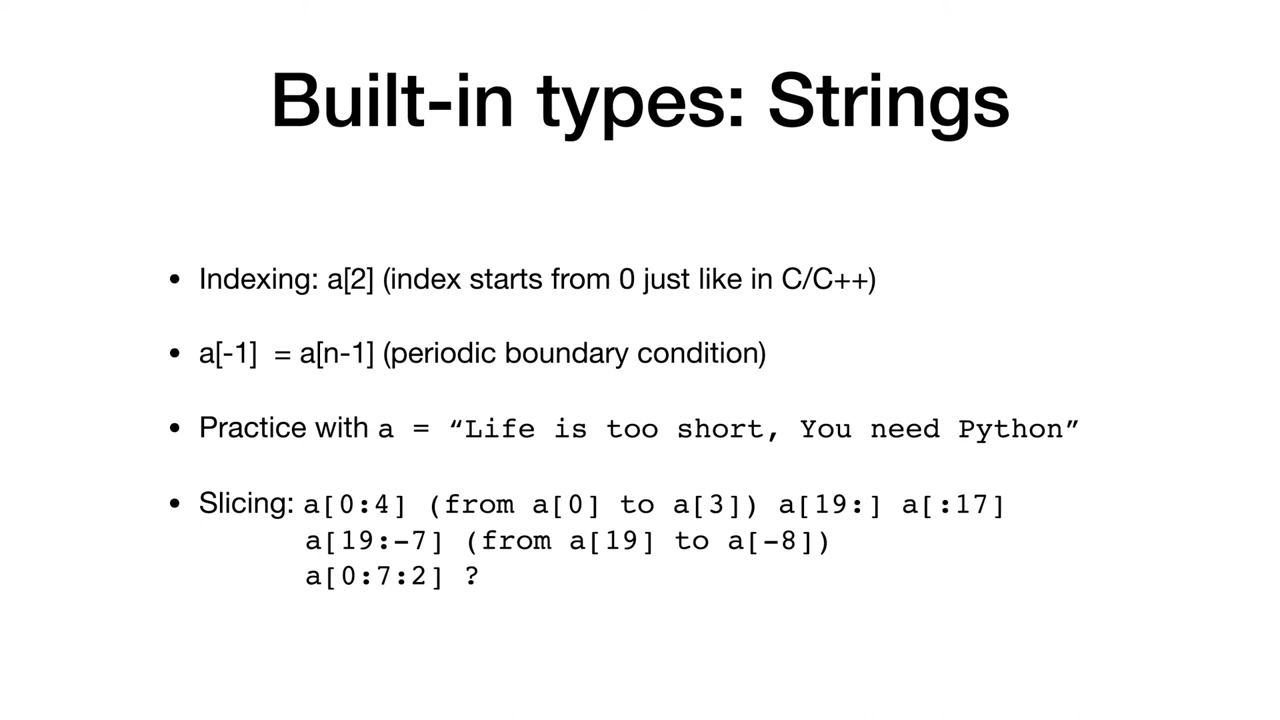 Built-in types: Strings
• Indexing: a[2] (index starts from 0 just like in C/C++)
• a[-1]  = a[n-1] (periodic boundary condition)
• Practice with a = “Life is too short, You need Python”
• Slicing: a[0:4] (from a[0] to a[3]) a[19:] a[:17]
a[19:-7] (from a[19] to a[-8])
a[0:7:2] ?